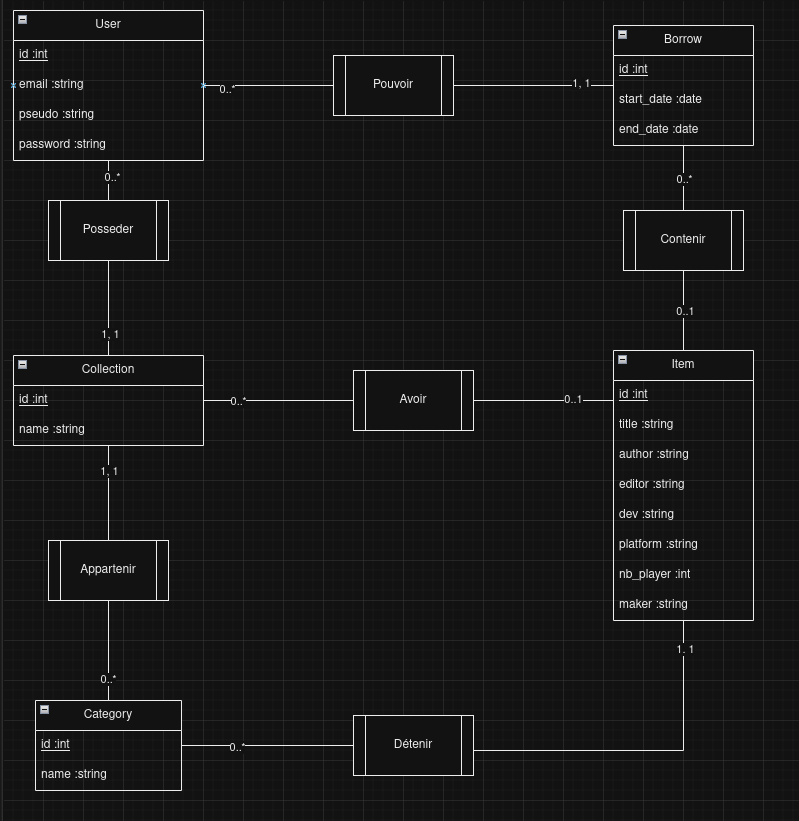 User
id :int
email :string
pseudo :string
password :string
0..*
Pouvoir
1, 1
Borrow
id :int
start_date :date
end_date :date
0..*
Posseder
1, 1
0..*
Contenir
0..1
Collection
id :int
name :string
0..*
Avoir
0..1
Item
id :int
title :string
author :string
editor :string
dev :string
platform :string
nb_player :int
maker :string
1, 1
Appartenir
0..*
1, 1
Category
id :int
name :string
0..*
Détenir